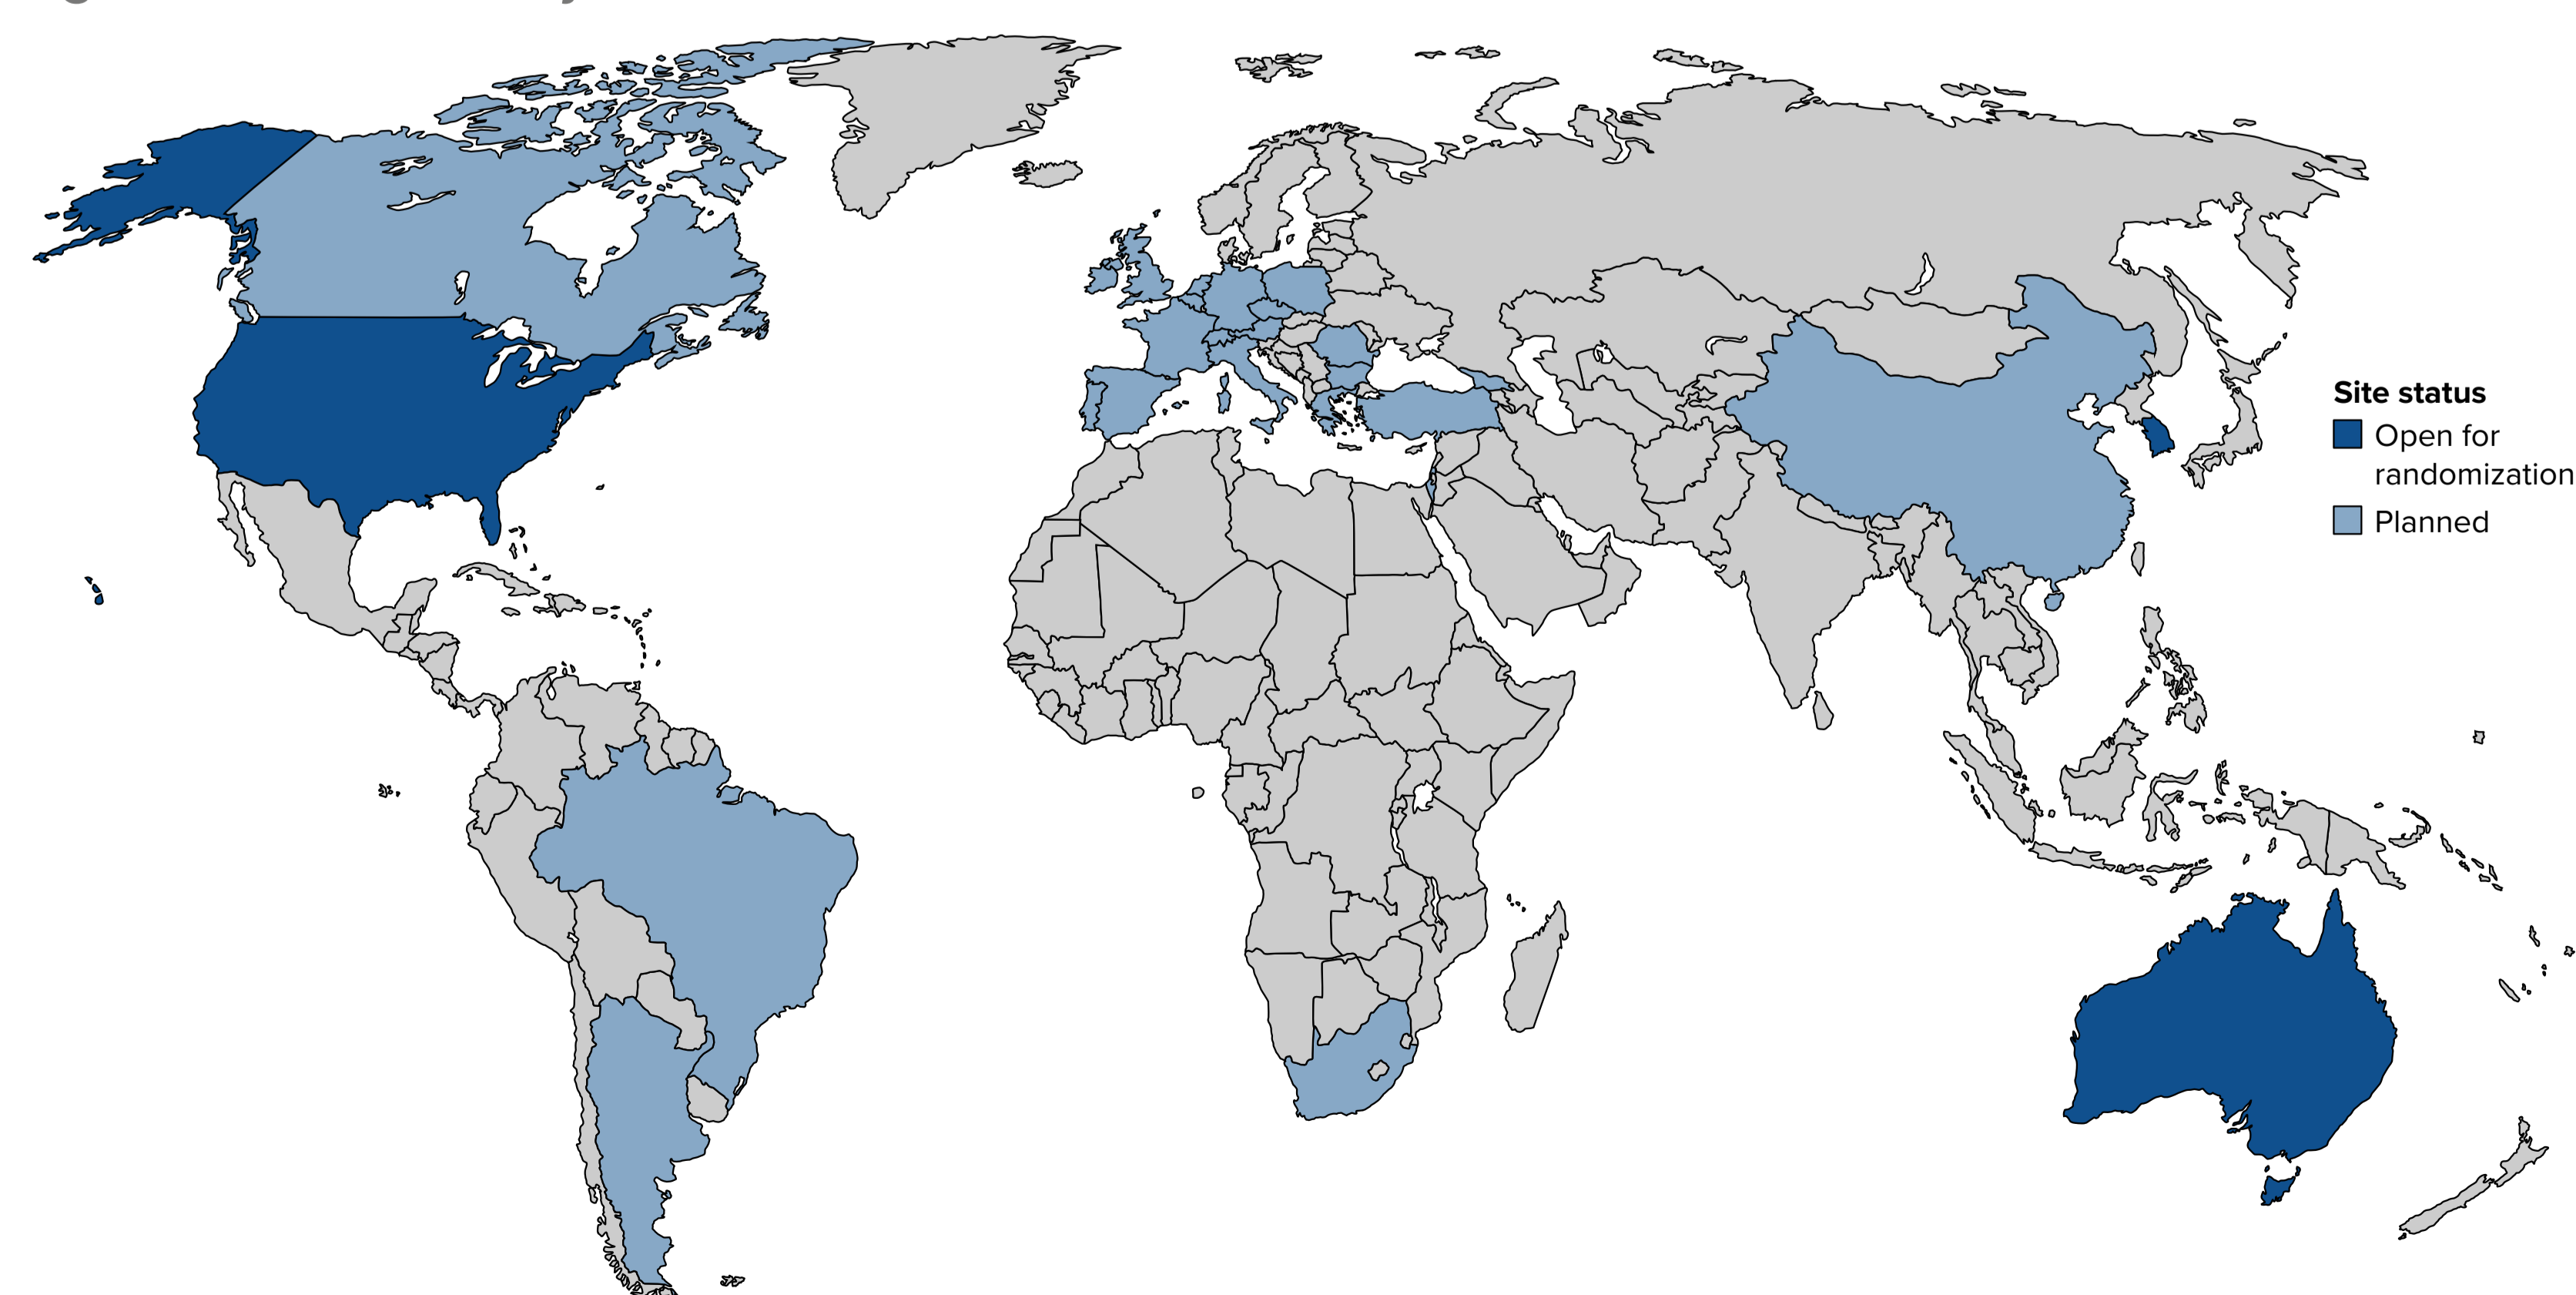 Site status
Open for
randomization
Planned